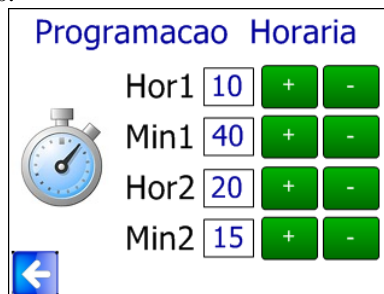 Programacao Horaria
Hor1 10 + -
Min1 40 + -
Hor2 20 + -
Min2 15 + -